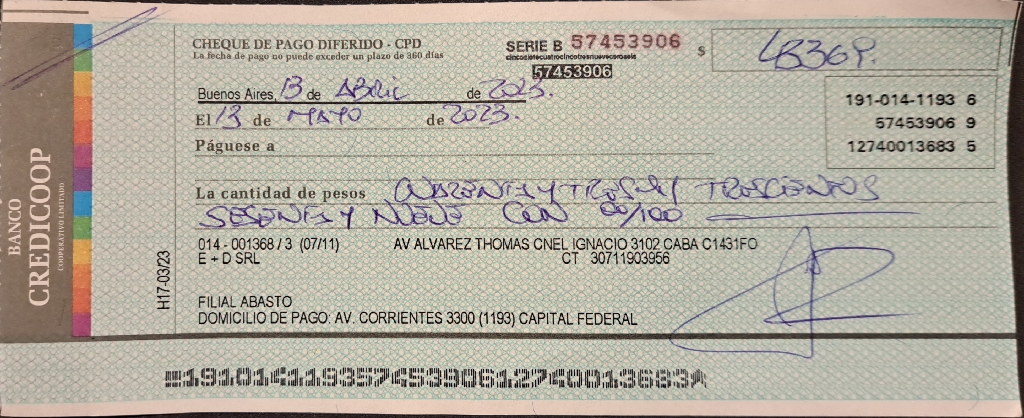 BANCO
CREDICOOP
COOPERATIVO LIMITADO
CHEQUE DE PAGO DIFERIDO - CPD
La fecha de pago no puede exceder un plazo de 360 días
SERIE B 57453906 $
cincosietecuatrocincotresnueveceroseis
57453906
Buenos Aires, 13 de ABRIL de 2023.
El 13 de MAYO de 2023.
191-014-1193 6
57453906 9
12740013683 5
Páguese a
La cantidad de pesos CUARENTA Y TRES MIL TRESCIENTOS
SESENTA Y NUEVE CON 00/100
014 - 001368 / 3 (07/11) AV ALVAREZ THOMAS CNEL IGNACIO 3102 CABA C1431FO
E + D SRL CT 30711903956
H17-03/23
FILIAL ABASTO
DOMICILIO DE PAGO: AV. CORRIENTES 3300 (1193) CAPITAL FEDERAL
19101411935745390612740013683